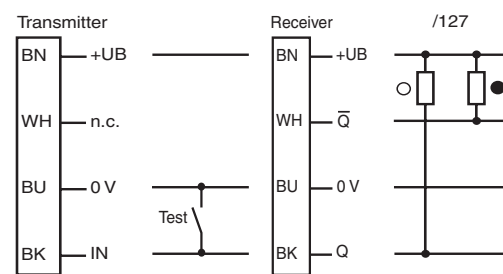 Transmitter Receiver /127
BN +UB BN +UB
WH n.c. WH Q̅
BU 0 V BU 0 V
Test
BK IN BK Q